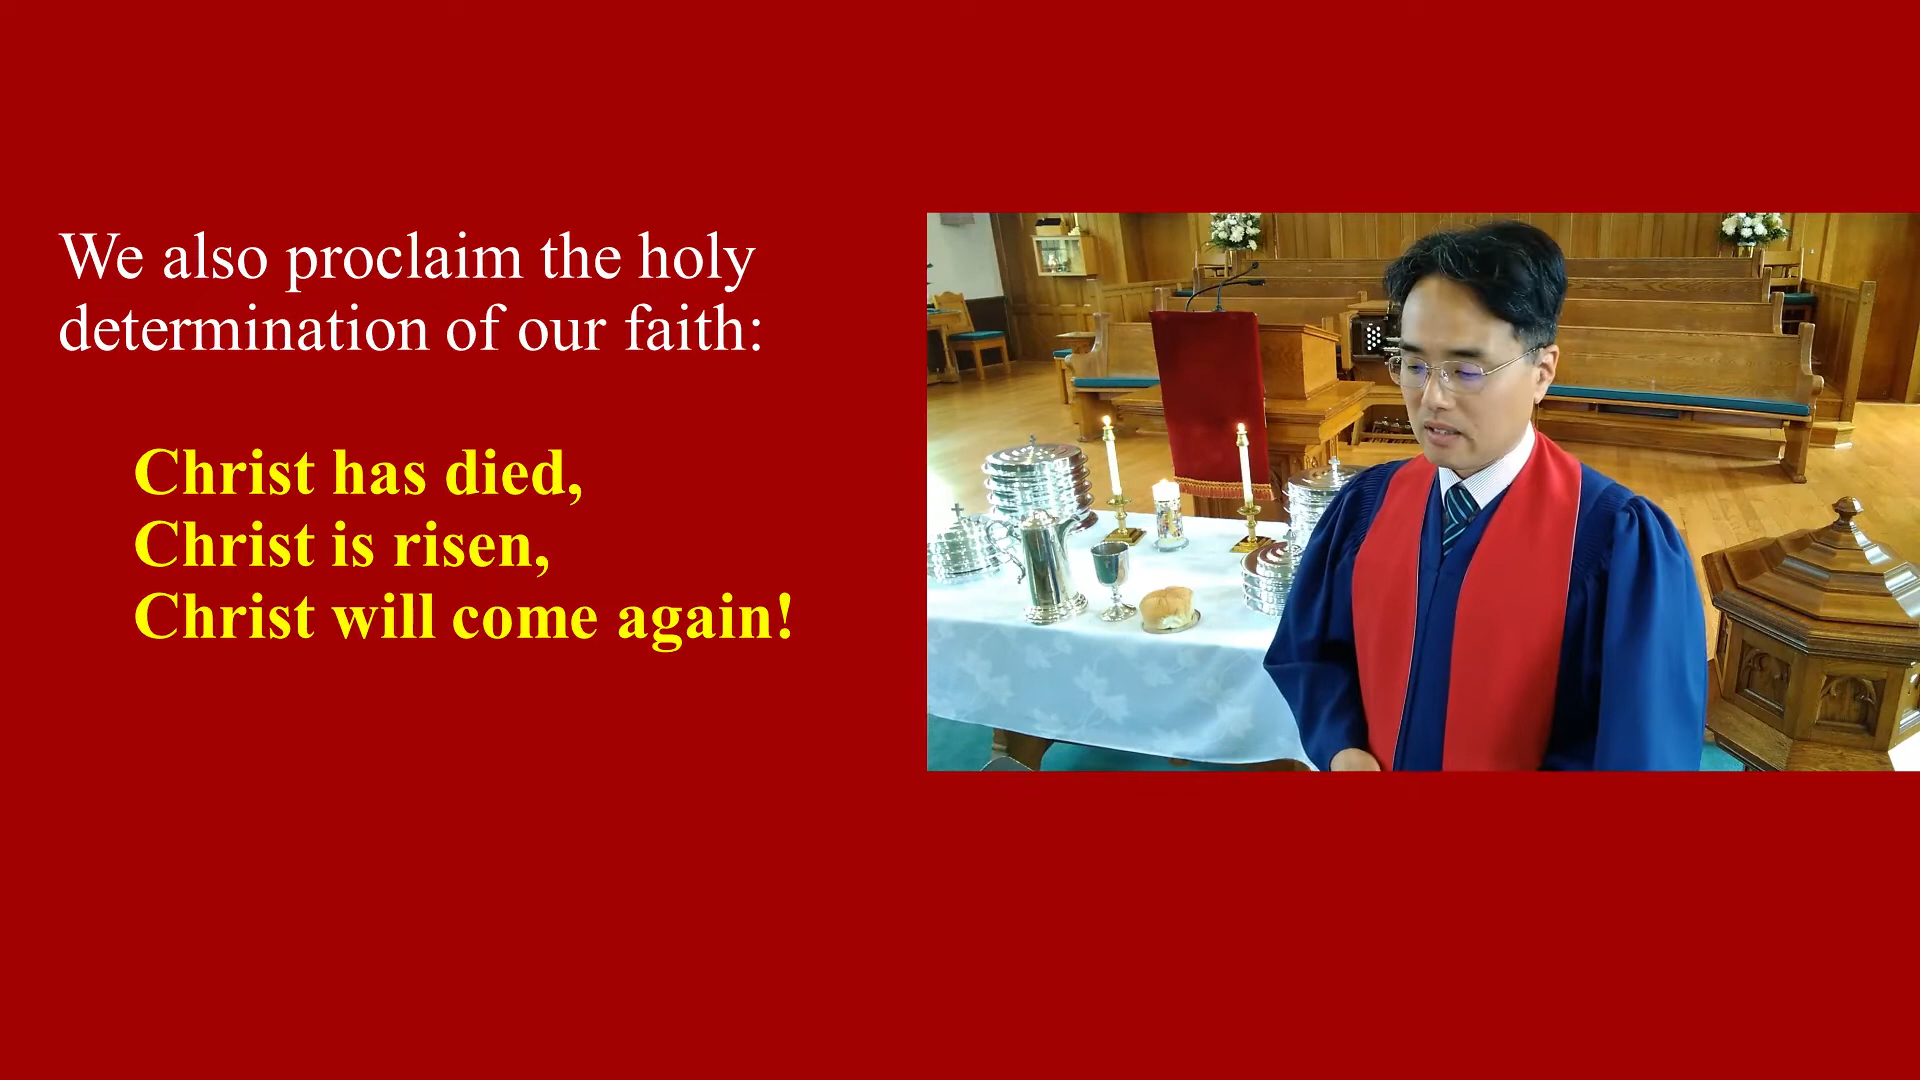 We also proclaim the holy
determination of our faith:
Christ has died,
Christ is risen,
Christ will come again!